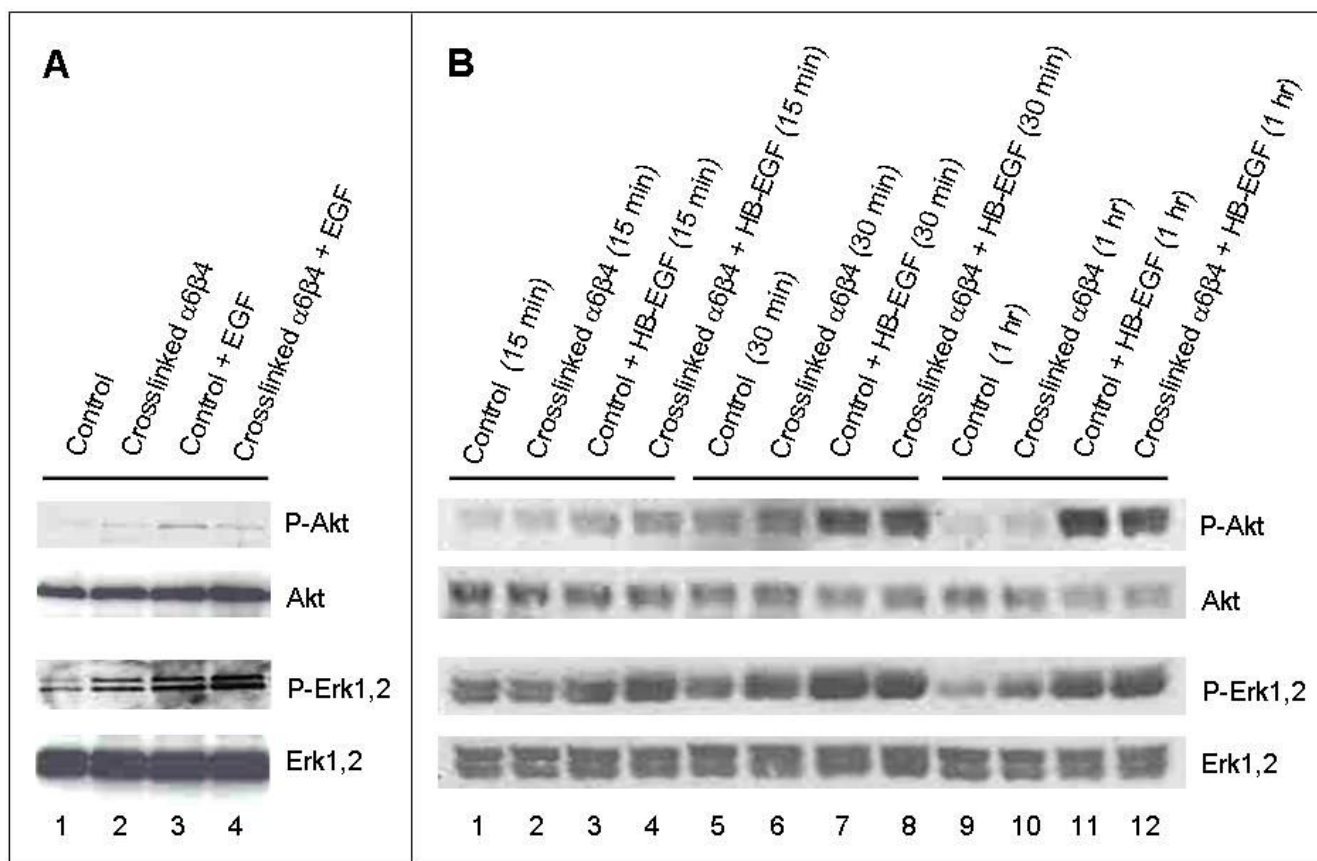 A
Control
Crosslinked α6β4
Control + EGF
Crosslinked α6β4 + EGF
P-Akt
Akt
P-Erk1,2
Erk1,2
1 2 3 4
B
Control (15 min)
Crosslinked α6β4 (15 min)
Control + HB-EGF (15 min)
Crosslinked α6β4 + HB-EGF (15 min)
Control (30 min)
Crosslinked α6β4 (30 min)
Control + HB-EGF (30 min)
Crosslinked α6β4 + HB-EGF (30 min)
Control (1 hr)
Crosslinked α6β4 (1 hr)
Control + HB-EGF (1 hr)
Crosslinked α6β4 + HB-EGF (1 hr)
P-Akt
Akt
P-Erk1,2
Erk1,2
1 2 3 4 5 6 7 8 9 10 11 12